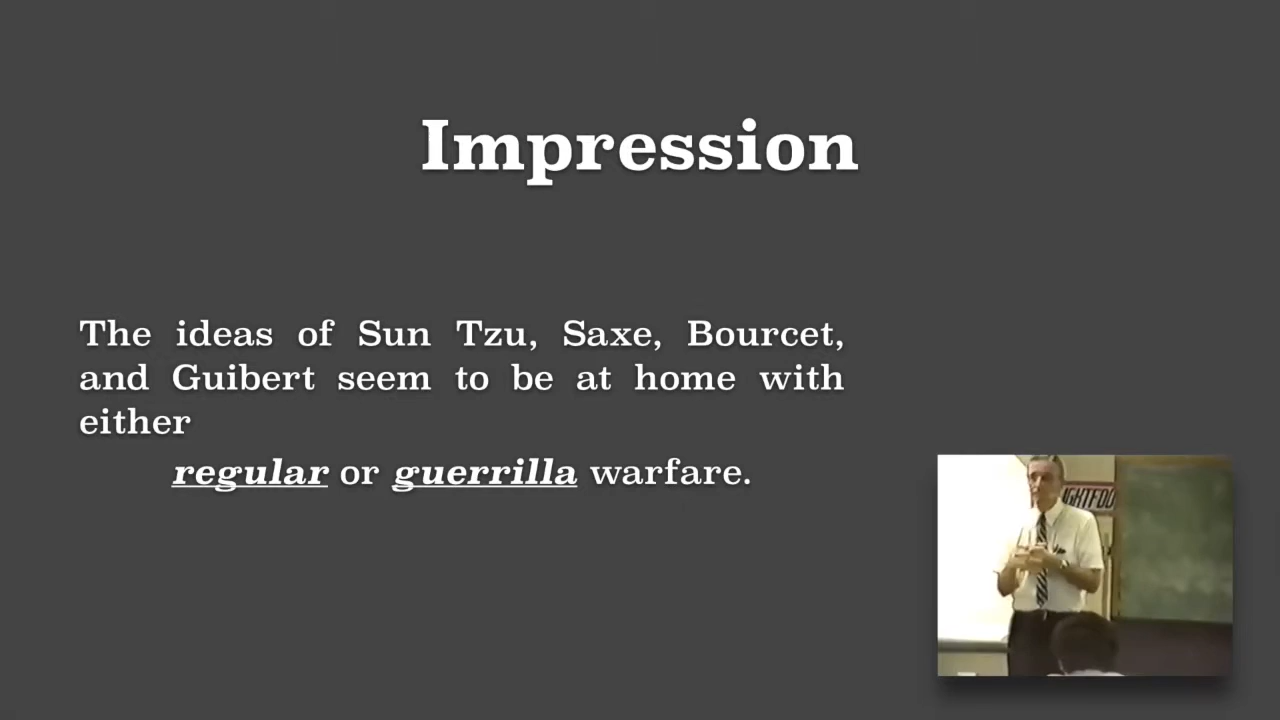 Impression
The ideas of Sun Tzu, Saxe, Bourcet,
and Guibert seem to be at home with
either
regular or guerrilla warfare.